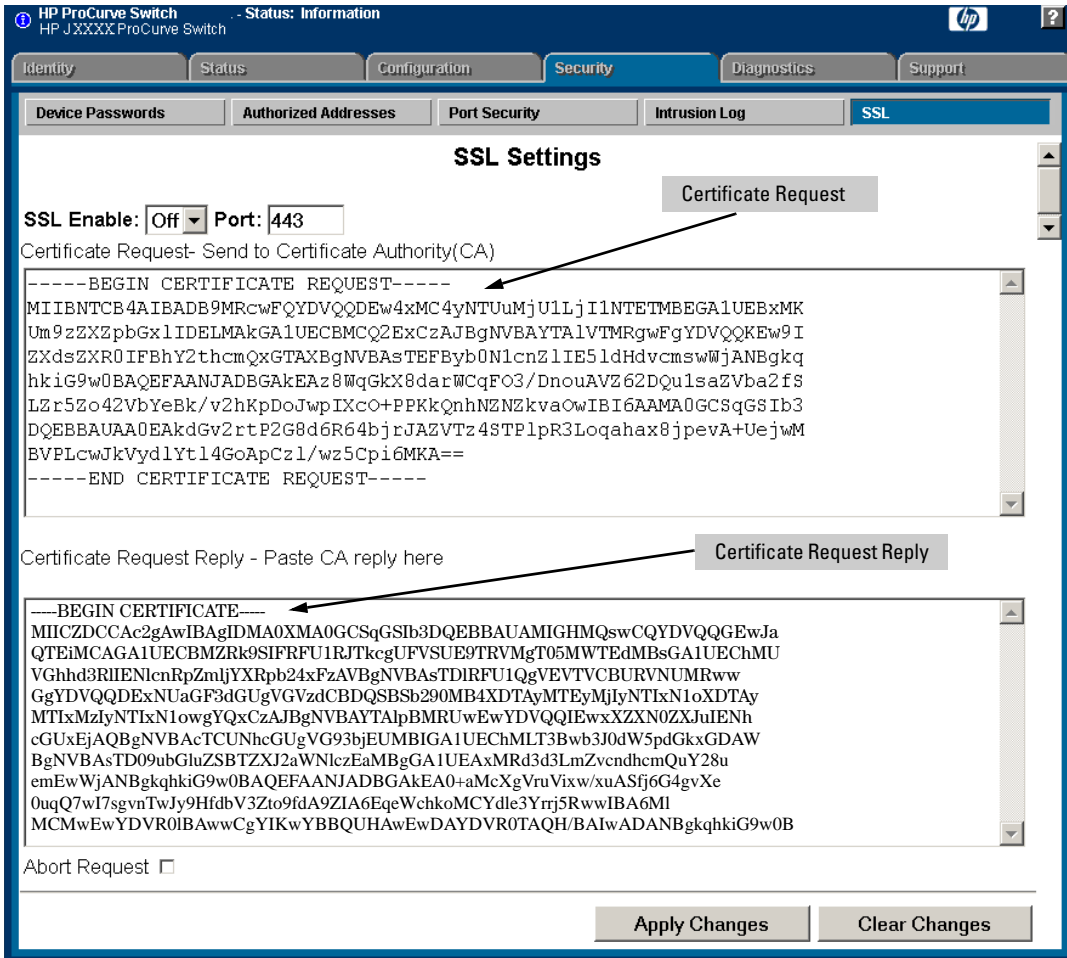 HP ProCurve Switch . - Status: Information
HP JXXXX ProCurve Switch
hp
?
Identity Status Configuration Security Diagnostics Support
Device Passwords Authorized Addresses Port Security Intrusion Log SSL
SSL Settings
Certificate Request
SSL Enable: Off Port: 443
Certificate Request- Send to Certificate Authority(CA)
-----BEGIN CERTIFICATE REQUEST-----
MIIBNTCB4AIBADB9MRcwFQYDVQQDEw4xMC4yNTUuMjU1LjI1NTETMBEGA1UEBxMK
Um9zZXZpbGxlIDELMAkGA1UECBMCQ2ExCzAJBgNVBAYTAlVTMRgwFgYDVQQKEw9I
ZXdsZXR0IFBhY2thcmQxGTAXBgNVBAsTEFByb0N1cnZlIE5ldHdvcmswWjANBgkq
hkiG9w0BAQEFAANJADBGAkEAz8WqGkX8darWCqFO3/DnouAVZ62DQu1saZVba2fS
LZr5Zo42VbYeBk/v2hKpDoJwpIXcO+PPKkQnhNZNZkvaOwIBI6AAMA0GCSqGSIb3
DQEBBAUAA0EAkdGv2rtP2G8d6R64bjrJAZVTz4STPlpR3Loqahax8jpevA+UejwM
BVPLcwJkVydlYtl4GoApCzl/wz5Cpi6MKA==
-----END CERTIFICATE REQUEST-----
Certificate Request Reply - Paste CA reply here
Certificate Request Reply
-----BEGIN CERTIFICATE-----
MIICZDCCAc2gAwIBAgIDMA0XMA0GCSqGSIb3DQEBBAUAMIGHMQswCQYDVQQGEwJa
QTEiMCAGA1UECBMZRk9SIFRFU1RJTkcgUFVSUE9TRVMgT05MWTEdMBsGA1UEChMU
VGhhd3RlIENlcnRpZmljYXRpb24xFzAVBgNVBAsTDlRFU1QgVEVTVCBURVNUMRww
GgYDVQQDExNUaGF3dGUgVGVzdCBDQSBSb290MB4XDTAyMTEyMjIyNTIxN1oXDTAy
MTIxMzIyNTIxN1owgYQxCzAJBgNVBAYTAlpBMRUwEwYDVQQIEwxXZXN0ZXJuIENh
cGUxEjAQBgNVBAcTCUNhcGUgVG93bjEUMBIGA1UEChMLT3Bwb3J0dW5pdGkxGDAW
BgNVBAsTD09ubGluZSBTZXJ2aWNlczEaMBgGA1UEAxMRd3d3LmZvcndhcmQuY28u
emEwWjANBgkqhkiG9w0BAQEFAANJADBGAkEA0+aMcXgVruVixw/xuASfj6G4gvXe
0uqQ7wI7sgvnTwJy9HfdbV3Zto9fdA9ZIA6EqeWchkoMCYdle3Yrrj5RwwIBA6Ml
MCMwEwYDVR0lBAwwCgYIKwYBBQUHAwEwDAYDVR0TAQH/BAIwADANBgkqhkiG9w0B
Abort Request
Apply Changes Clear Changes